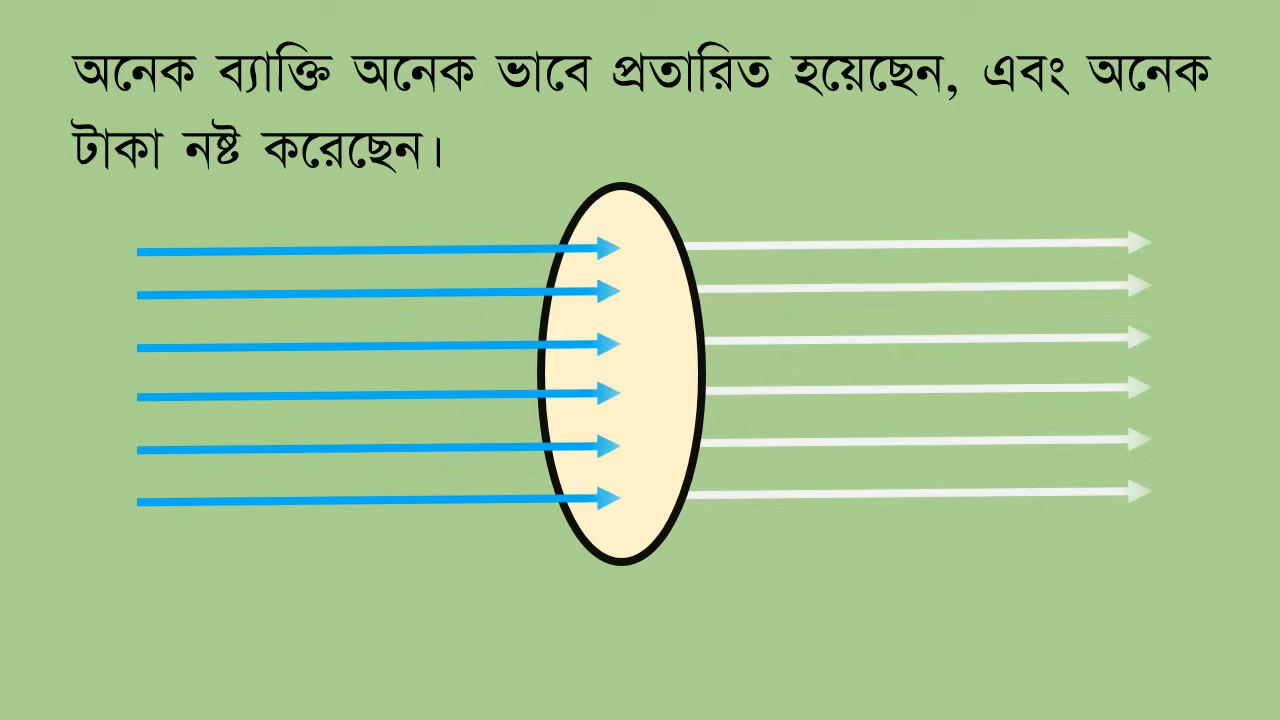 অনেক ব্যাক্তি অনেক ভাবে প্রতারিত হয়েছেন, এবং অনেক
টাকা নষ্ট করেছেন।